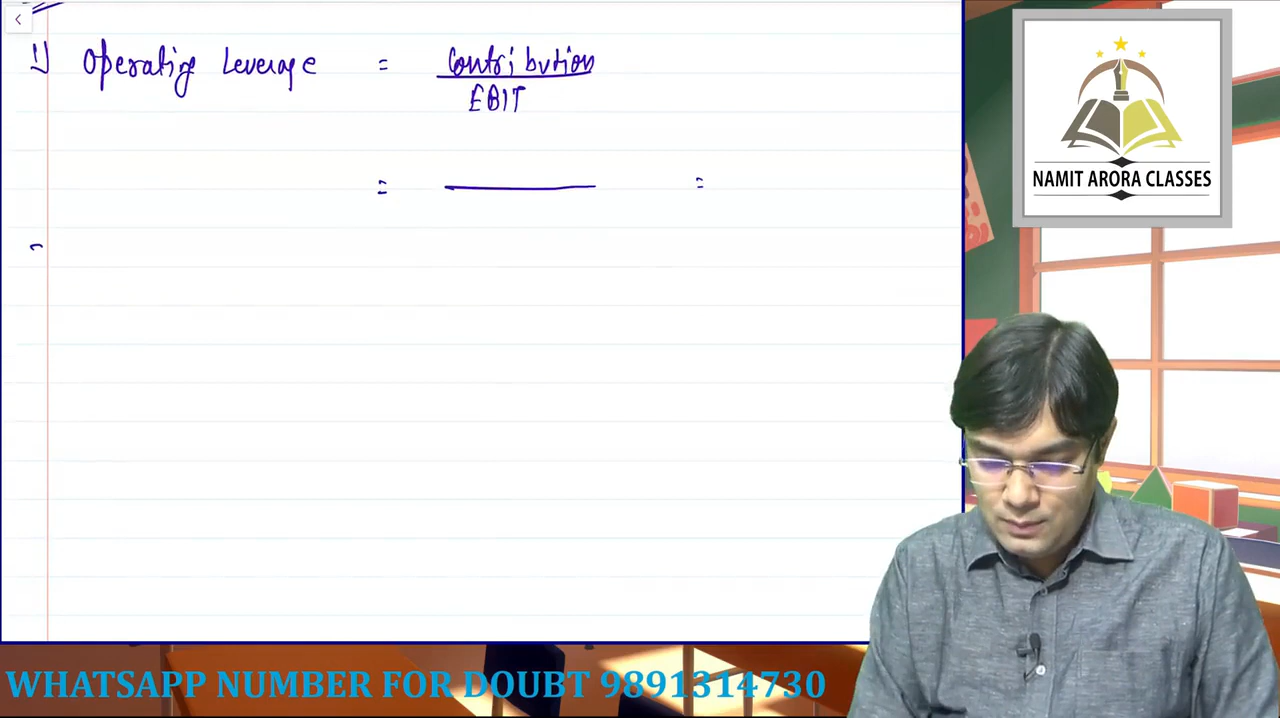 1) Operating Leverage = Contribution
EBIT
= =
NAMIT ARORA CLASSES
WHATSAPP NUMBER FOR DOUBT 9891314730